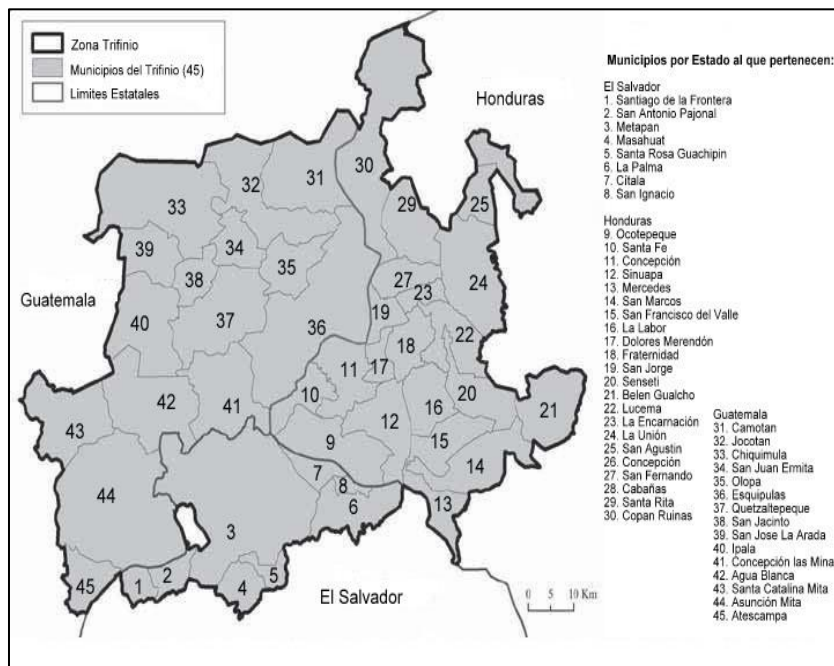 Zona Trifinio
Municipios del Trifinio (45)
Limites Estatales
Honduras
Guatemala
El Salvador
31
30
32
33
29
25
34
39
35
38
27
24
23
19
40
37
36
22
18
11
17
10
42
41
16
20
21
43
12
15
9
14
44
7
8
6
13
3
45
1
2
5
4
0 5 10 Km
Municipios por Estado al que pertenecen:
El Salvador
1. Santiago de la Frontera
2. San Antonio Pajonal
3. Metapan
4. Masahuat
5. Santa Rosa Guachipin
6. La Palma
7. Citala
8. San Ignacio
Honduras
9. Ocotepeque
10. Santa Fe
11. Concepción
12. Sinuapa
13. Mercedes
14. San Marcos
15. San Francisco del Valle
16. La Labor
17. Dolores Merendón
18. Fraternidad
19. San Jorge
20. Senseti
21. Belen Gualcho
22. Lucema
23. La Encarnación
24. La Unión
25. San Agustin
26. Concepción
27. San Fernando
28. Cabañas
29. Santa Rita
30. Copan Ruinas
Guatemala
31. Camotan
32. Jocotan
33. Chiquimula
34. San Juan Ermita
35. Olopa
36. Esquipulas
37. Quetzaltepeque
38. San Jacinto
39. San Jose La Arada
40. Ipala
41. Concepción las Mina
42. Agua Blanca
43. Santa Catalina Mita
44. Asunción Mita
45. Atescampa